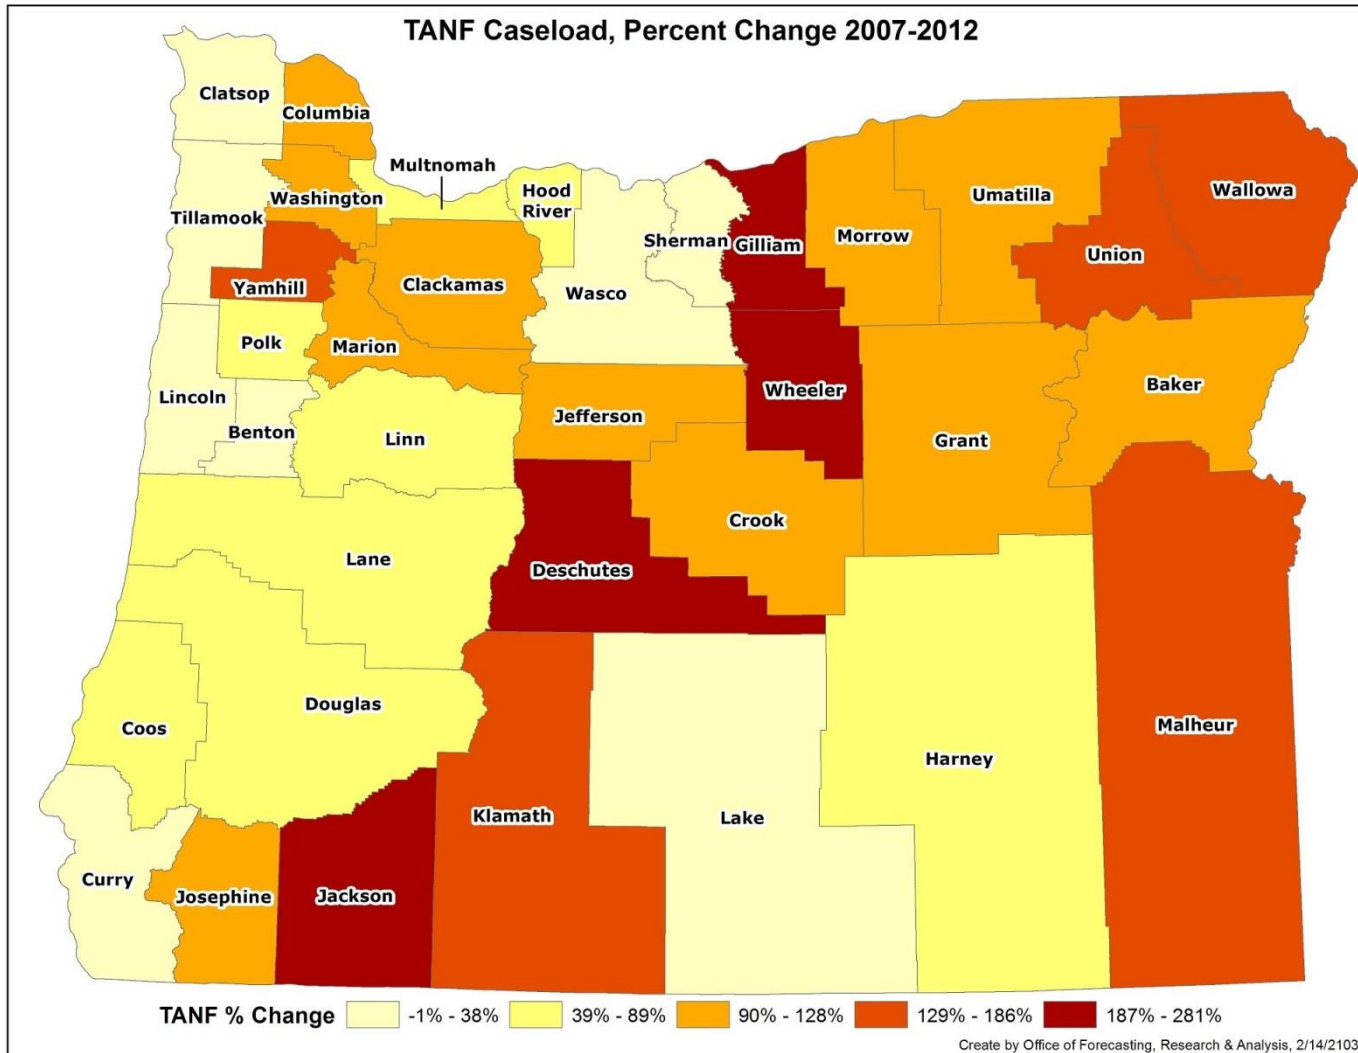 TANF Caseload, Percent Change 2007-2012
Clatsop
Columbia
Multnomah
Hood
River
Washington
Tillamook
Umatilla
Wallowa
Sherman
Gilliam
Morrow
Union
Yamhill
Clackamas
Wasco
Polk
Marion
Wheeler
Baker
Lincoln
Benton
Linn
Jefferson
Grant
Crook
Lane
Deschutes
Douglas
Coos
Malheur
Harney
Klamath
Lake
Curry
Josephine
Jackson
TANF % Change -1% - 38% 39% - 89% 90% - 128% 129% - 186% 187% - 281%
Create by Office of Forecasting, Research & Analysis, 2/14/2103